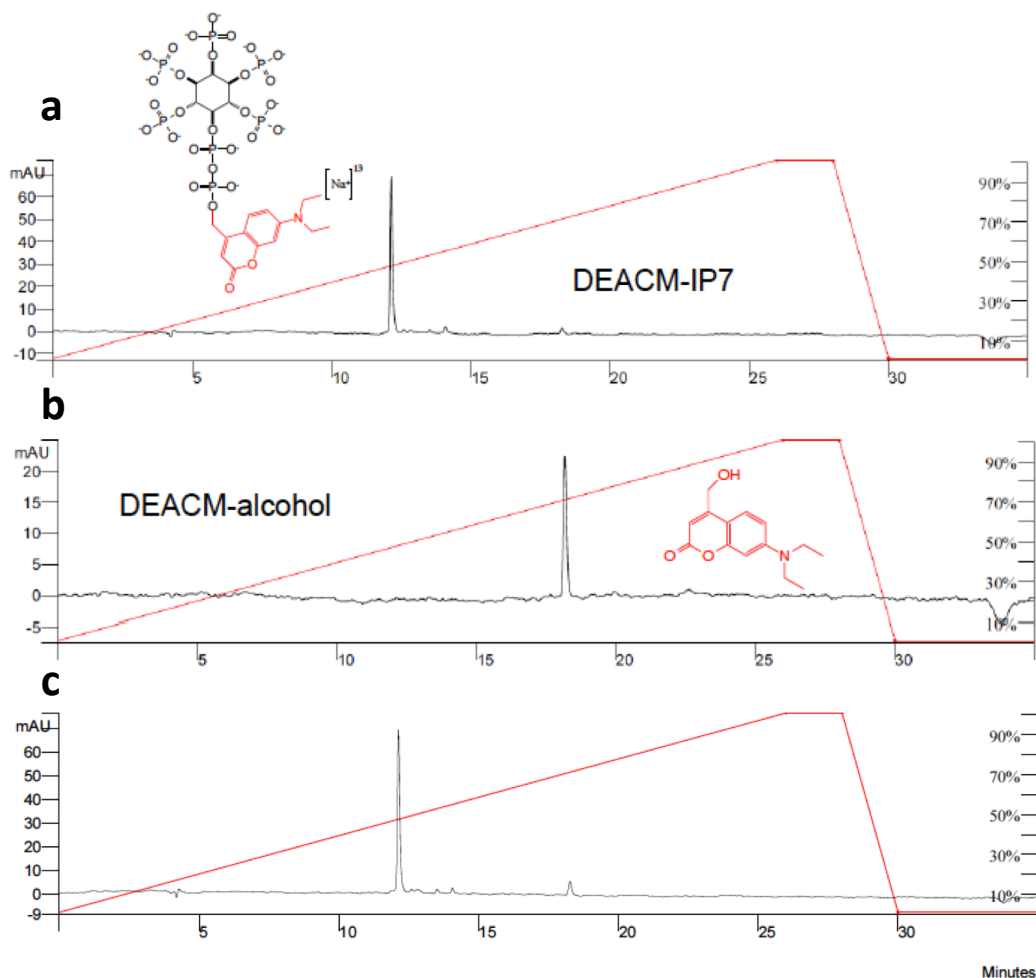 a
O
-O-P-O-
O
O
-O-P
O-
O
P-O-
O
-O-P
O-
O
P-O-
O
O-P-O-
O
O-P-O-
O
[Na+]13
N
O
O
mAU
60
50
40
30
20
10
0
-10
90%
70%
50%
30%
10%
DEACM-IP7
5
10
15
20
25
30
b
mAU
20
15
10
5
0
-5
90%
70%
50%
30%
10%
DEACM-alcohol
OH
O
O
N
5
10
15
20
25
30
c
mAU
60
50
40
30
20
10
0
-9
90%
70%
50%
30%
10%
5
10
15
20
25
30
Minutes